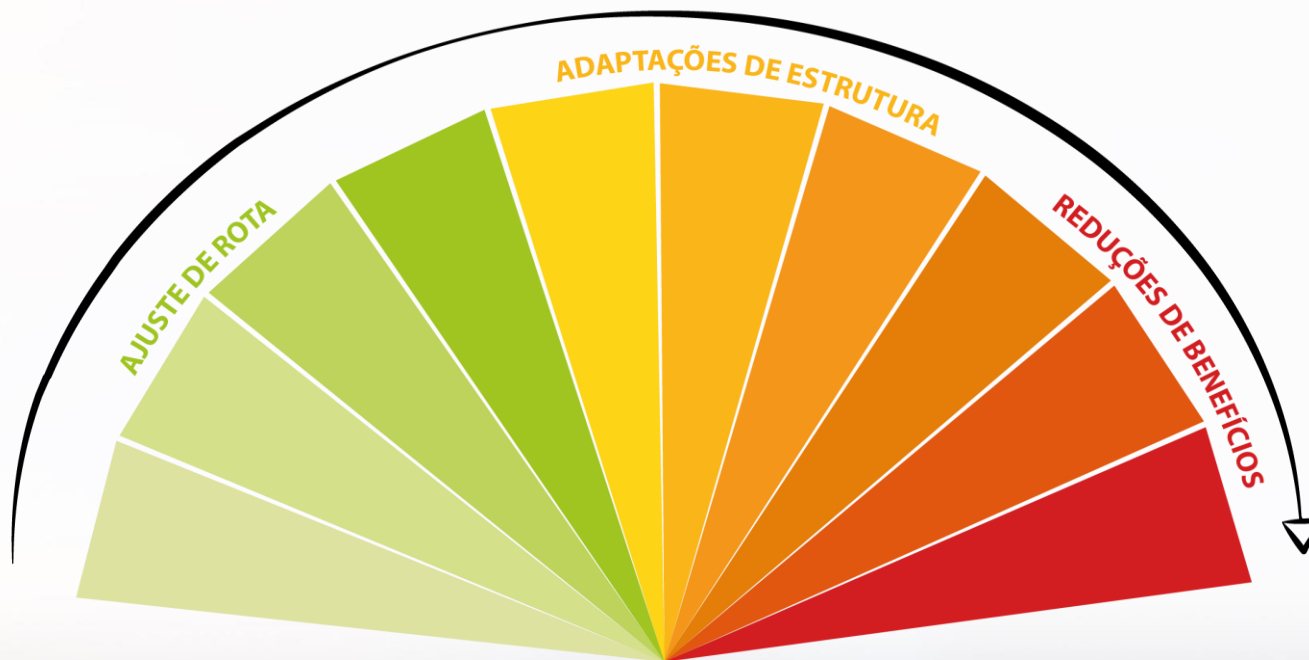 AJUSTE DE ROTA
ADAPTAÇÕES DE ESTRUTURA
REDUÇÕES DE BENEFÍCIOS